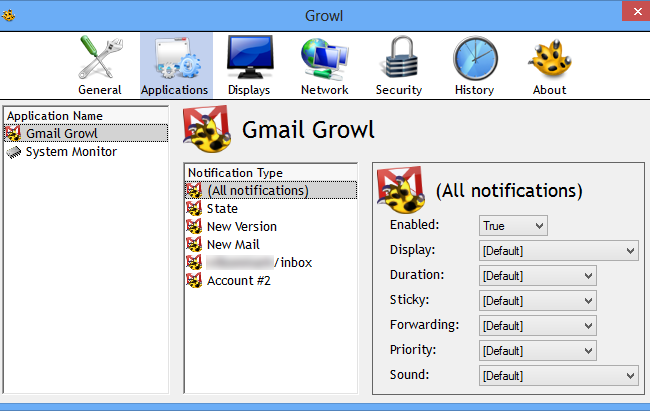 Growl
General Applications Displays Network Security History About
Application Name
Gmail Growl
System Monitor
Gmail Growl
Notification Type
(All notifications)
State
New Version
New Mail
/inbox
Account #2
(All notifications)
Enabled: True
Display: [Default]
Duration: [Default]
Sticky: [Default]
Forwarding: [Default]
Priority: [Default]
Sound: [Default]